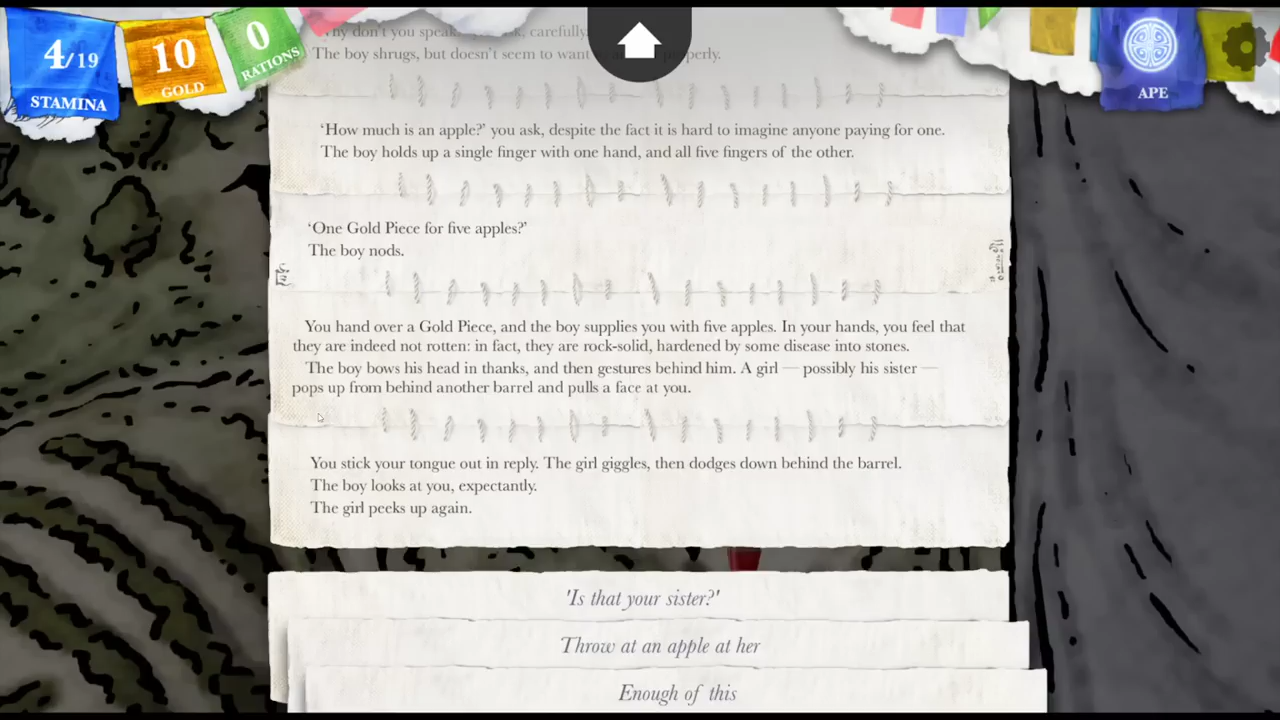 4/19
STAMINA
10
GOLD
0
RATIONS
APE
carefully
The boy shrugs, but doesn't seem to want
'How much is an apple?' you ask, despite the fact it is hard to imagine anyone paying for one.
The boy holds up a single finger with one hand, and all five fingers of the other.
'One Gold Piece for five apples?'
The boy nods.
You hand over a Gold Piece, and the boy supplies you with five apples. In your hands, you feel that
they are indeed not rotten: in fact, they are rock-solid, hardened by some disease into stones.
The boy bows his head in thanks, and then gestures behind him. A girl — possibly his sister —
pops up from behind another barrel and pulls a face at you.
You stick your tongue out in reply. The girl giggles, then dodges down behind the barrel.
The boy looks at you, expectantly.
The girl peeks up again.
'Is that your sister?'
Throw at an apple at her
Enough of this